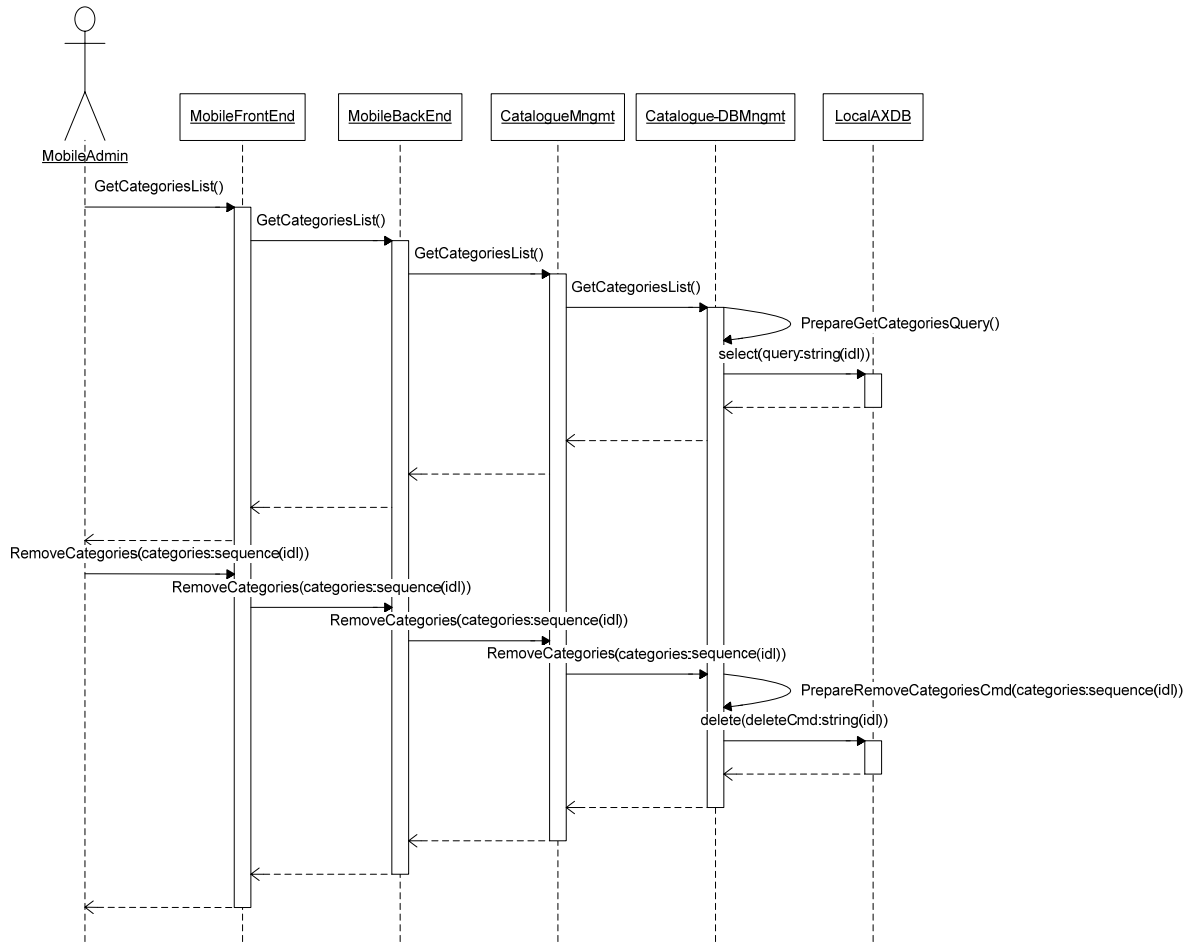 MobileFrontEnd
MobileBackEnd
CatalogueMngmt
Catalogue-DBMngmt
LocalAXDB
MobileAdmin
GetCategoriesList()
GetCategoriesList()
GetCategoriesList()
GetCategoriesList()
PrepareGetCategoriesQuery()
select(query:string(idl))
RemoveCategories(categories:sequence(idl))
RemoveCategories(categories:sequence(idl))
RemoveCategories(categories:sequence(idl))
RemoveCategories(categories:sequence(idl))
PrepareRemoveCategoriesCmd(categories:sequence(idl))
delete(deleteCmd:string(idl))